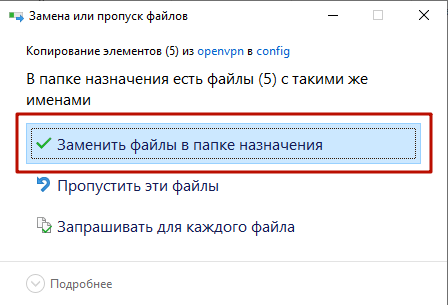 Замена или пропуск файлов
Копирование элементов (5) из openvpn в config
В папке назначения есть файлы (5) с такими же
именами
Заменить файлы в папке назначения
Пропустить эти файлы
Запрашивать для каждого файла
Подробнее